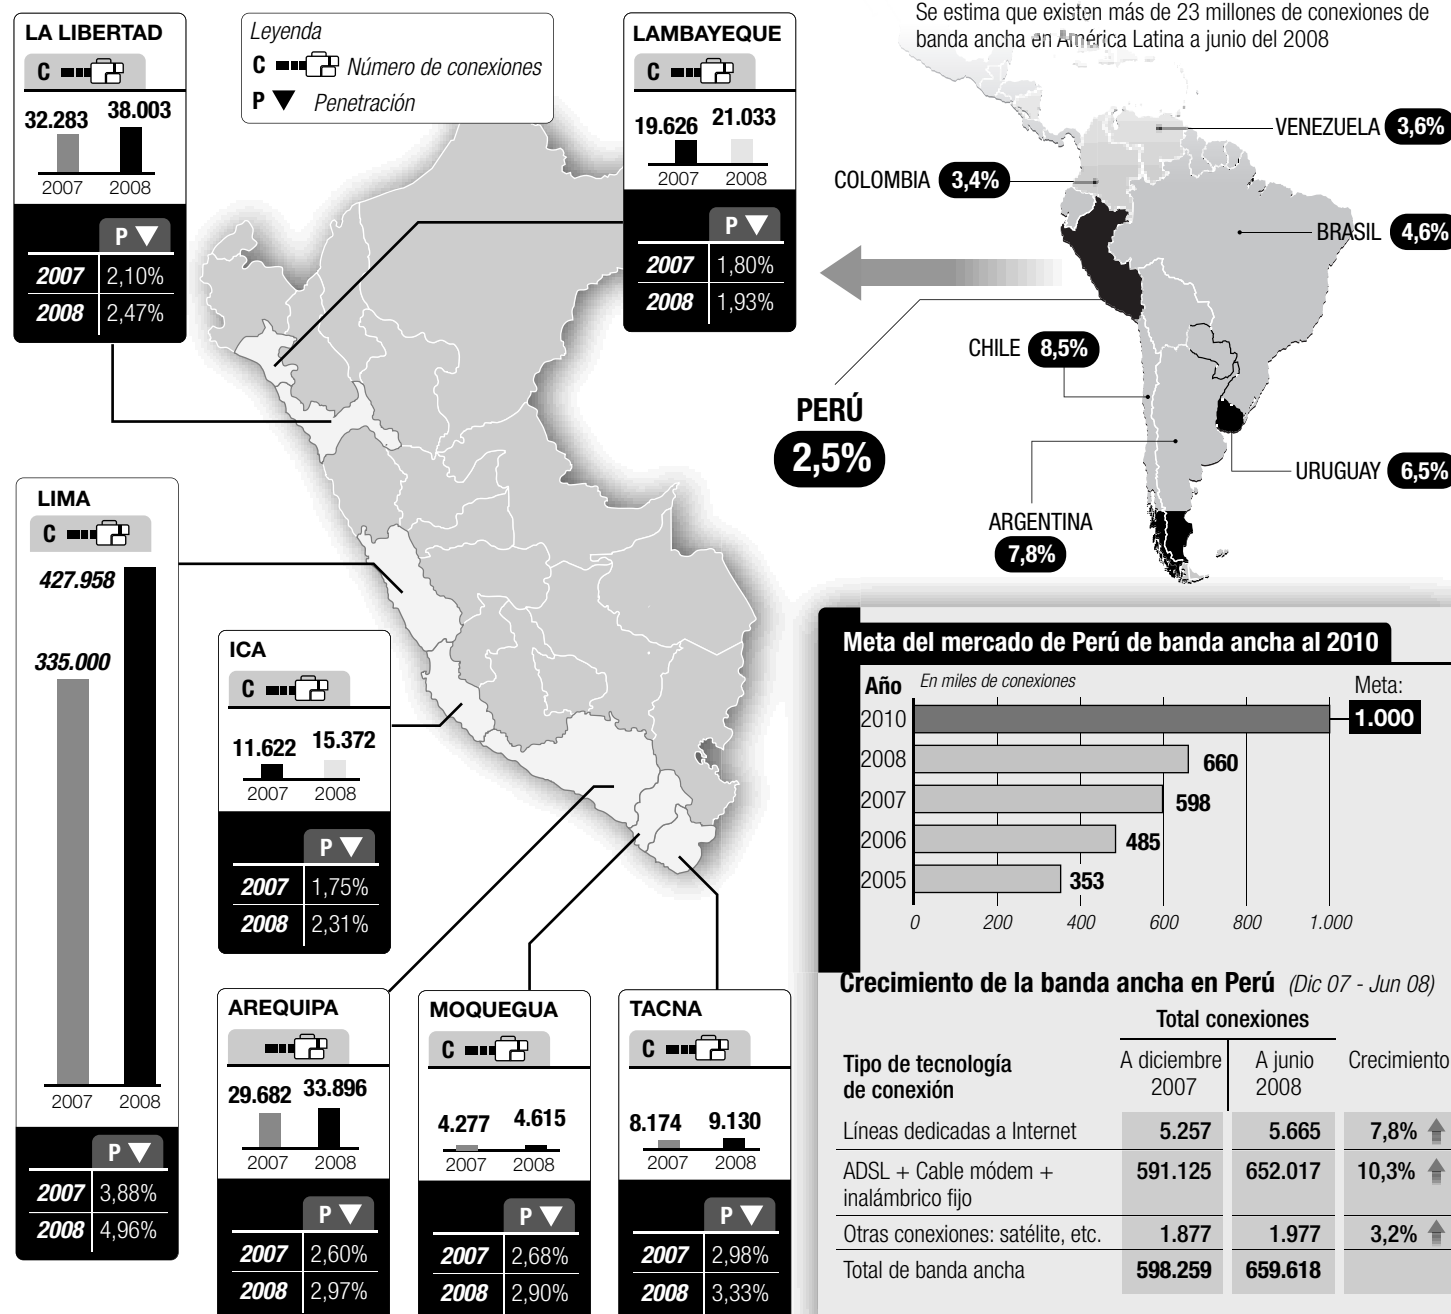 LA LIBERTAD
C
32.283
38.003
2007
2008
P
2007 2,10%
2008 2,47%
Leyenda
C Número de conexiones
P Penetración
LAMBAYEQUE
C
19.626
21.033
2007
2008
P
2007 1,80%
2008 1,93%
Se estima que existen más de 23 millones de conexiones de
banda ancha en América Latina a junio del 2008
VENEZUELA 3,6%
COLOMBIA 3,4%
BRASIL 4,6%
CHILE 8,5%
PERÚ
2,5%
URUGUAY 6,5%
ARGENTINA
7,8%
LIMA
C
427.958
335.000
2007
2008
P
2007 3,88%
2008 4,96%
ICA
C
11.622
15.372
2007
2008
P
2007 1,75%
2008 2,31%
AREQUIPA
29.682
33.896
2007
2008
P
2007 2,60%
2008 2,97%
MOQUEGUA
C
4.277
4.615
2007
2008
P
2007 2,68%
2008 2,90%
TACNA
C
8.174
9.130
2007
2008
P
2007 2,98%
2008 3,33%
Meta del mercado de Perú de banda ancha al 2010
Año En miles de conexiones Meta:
2010 1.000
2008 660
2007 598
2006 485
2005 353
0 200 400 600 800 1.000
Crecimiento de la banda ancha en Perú (Dic 07 - Jun 08)
Total conexiones
Tipo de tecnología
de conexión
A diciembre
2007
A junio
2008
Crecimiento
Líneas dedicadas a Internet 5.257 5.665 7,8%
ADSL + Cable módem + 591.125 652.017 10,3%
inalámbrico fijo
Otras conexiones: satélite, etc. 1.877 1.977 3,2%
Total de banda ancha 598.259 659.618